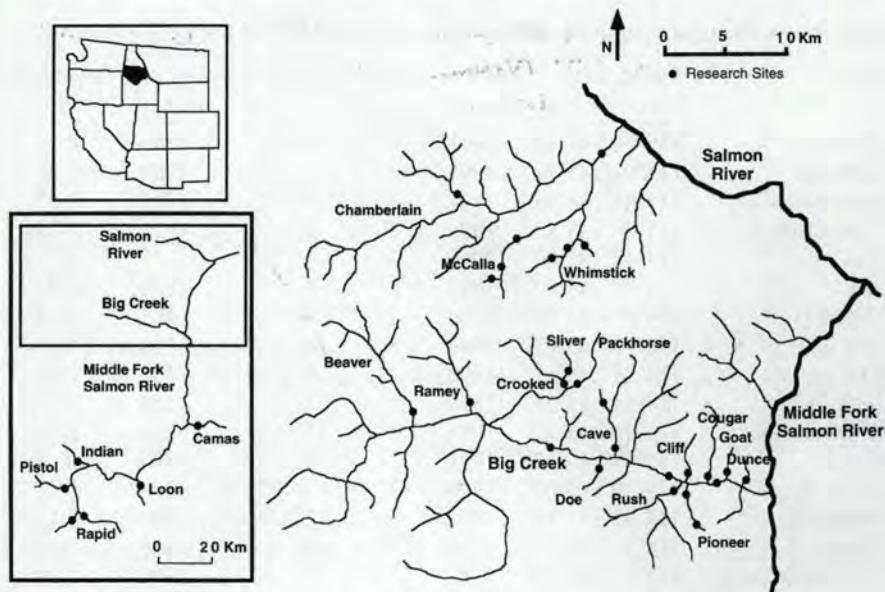 N
0 5 10 Km
Research Sites
Salmon
River
Chamberlain
McCalla
Whimstick
Salmon
River
Big Creek
Middle Fork
Salmon River
Camas
Indian
Pistol
Loon
Rapid
0 20 Km
Beaver
Ramey
Sliver
Packhorse
Crooked
Cave
Big Creek
Doe
Rush
Cliff
Cougar
Goat
Dunce
Pioneer
Middle Fork
Salmon River